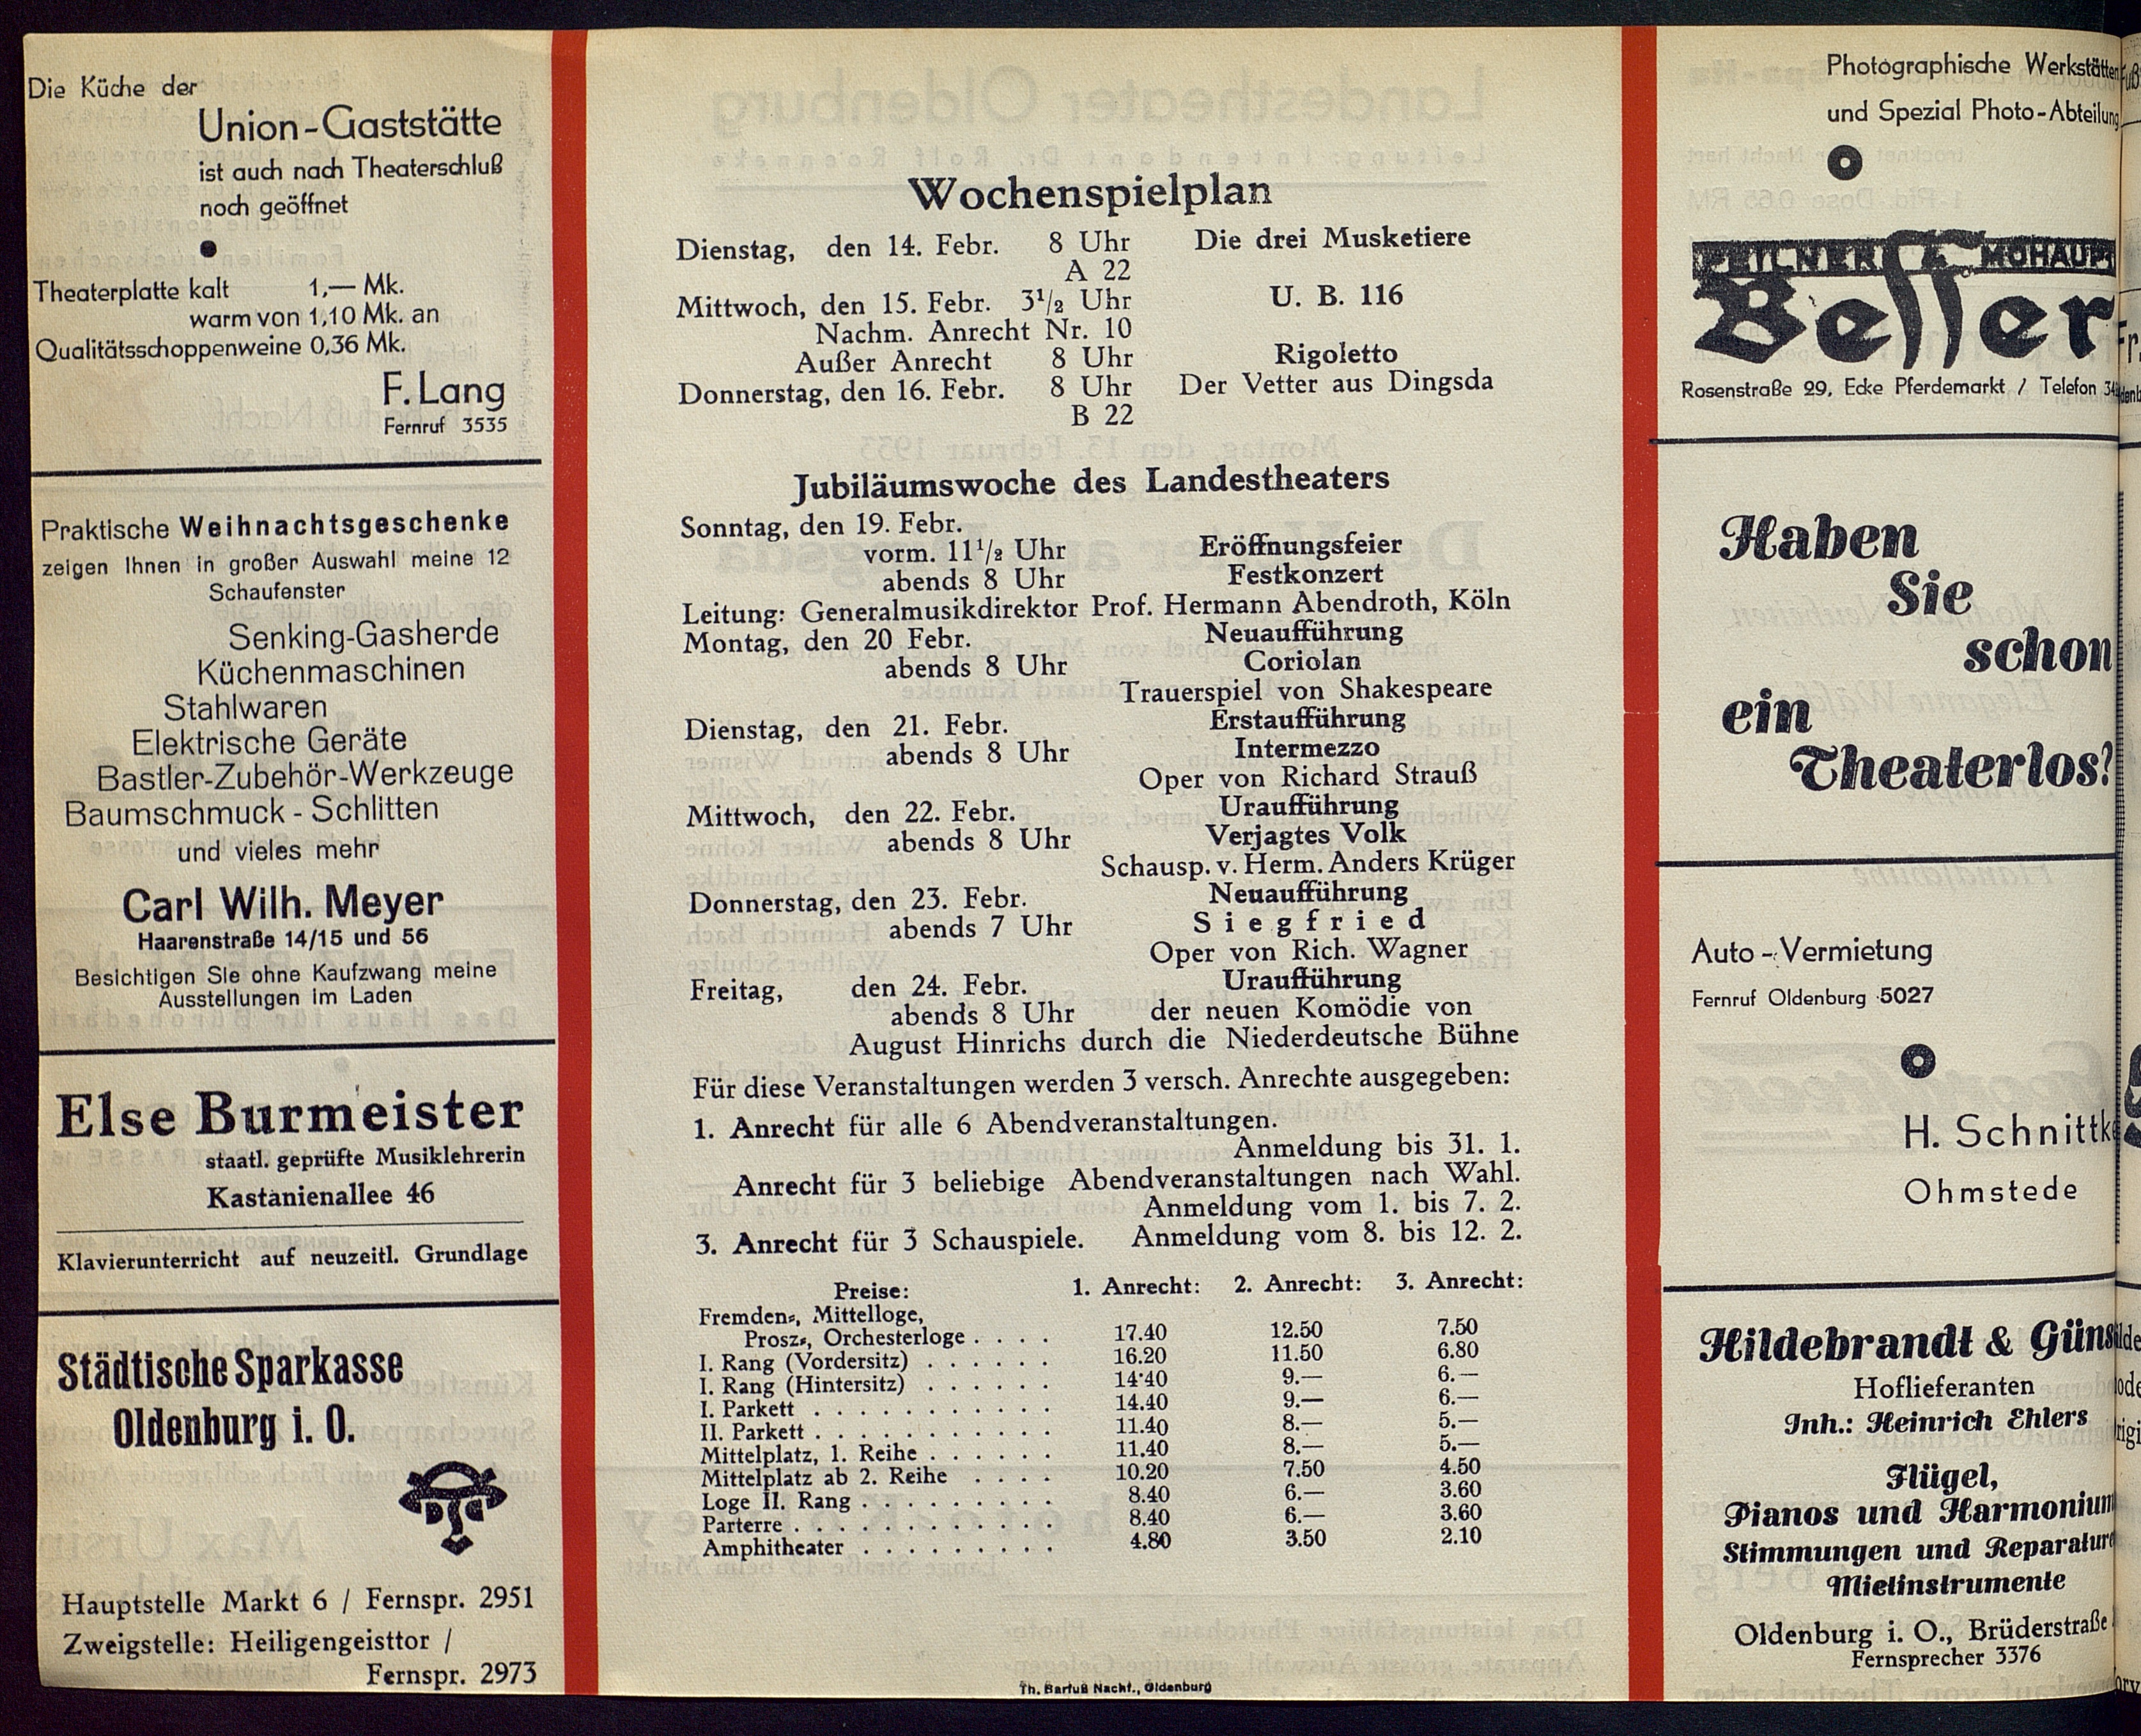 Die Küche der
Union-Gaststätte
ist auch nach Theaterschluß
noch geöffnet
Theaterplatte kalt 1,— Mk.
warm von 1,10 Mk. an
Qualitätsschoppenweine 0,36 Mk.
F. Lang
Fernruf 3535
Praktische Weihnachtsgeschenke
zeigen Ihnen in großer Auswahl meine 12
Schaufenster
Senking-Gasherde
Küchenmaschinen
Stahlwaren
Elektrische Geräte
Bastler-Zubehör-Werkzeuge
Baumschmuck - Schlitten
und vieles mehr
Carl Wilh. Meyer
Haarenstraße 14/15 und 56
Besichtigen Sie ohne Kaufzwang meine
Ausstellungen im Laden
Else Burmeister
staatl. geprüfte Musiklehrerin
Kastanienallee 46
Klavierunterricht auf neuzeitl. Grundlage
Städtische Sparkasse
Oldenburg i. O.
Hauptstelle Markt 6 / Fernspr. 2951
Zweigstelle: Heiligengeisttor /
Fernspr. 2973
Wochenspielplan
Dienstag, den 14. Febr. 8 Uhr Die drei Musketiere
A 22
Mittwoch, den 15. Febr. 3½ Uhr U. B. 116
Nachm. Anrecht Nr. 10
Außer Anrecht 8 Uhr Rigoletto
Donnerstag, den 16. Febr. 8 Uhr Der Vetter aus Dingsda
B 22
Jubiläumswoche des Landestheaters
Sonntag, den 19. Febr.
vorm. 11½ Uhr Eröffnungsfeier
abends 8 Uhr Festkonzert
Leitung: Generalmusikdirektor Prof. Hermann Abendroth, Köln
Montag, den 20 Febr. Neuaufführung
abends 8 Uhr Coriolan
Trauerspiel von Shakespeare
Dienstag, den 21. Febr. Erstaufführung
abends 8 Uhr Intermezzo
Oper von Richard Strauß
Mittwoch, den 22. Febr. Uraufführung
abends 8 Uhr Verjagtes Volk
Schausp. v. Herm. Anders Krüger
Donnerstag, den 23. Febr. Neuaufführung
abends 7 Uhr Siegfried
Oper von Rich. Wagner
Freitag, den 24. Febr. Uraufführung
abends 8 Uhr der neuen Komödie von
August Hinrichs durch die Niederdeutsche Bühne
Für diese Veranstaltungen werden 3 versch. Anrechte ausgegeben:
1. Anrecht für alle 6 Abendveranstaltungen.
Anmeldung bis 31. 1.
Anrecht für 3 beliebige Abendveranstaltungen nach Wahl.
Anmeldung vom 1. bis 7. 2.
3. Anrecht für 3 Schauspiele. Anmeldung vom 8. bis 12. 2.
Preise: 1. Anrecht: 2. Anrecht: 3. Anrecht:
Fremden-, Mittelloge,
Prosz-, Orchesterloge . . . . 17.40 12.50 7.50
I. Rang (Vordersitz) . . . . . . 16.20 11.50 6.80
I. Rang (Hintersitz) . . . . . . 14·40 9.— 6.—
I. Parkett . . . . . . . . . . . 14.40 9.— 6.—
II. Parkett . . . . . . . . . . . 11.40 8.— 5.—
Mittelplatz, 1. Reihe . . . . . . 11.40 8.— 5.—
Mittelplatz ab 2. Reihe . . . . 10.20 7.50 4.50
Loge II. Rang . . . . . . . . . 8.40 6.— 3.60
Parterre . . . . . . . . . . . . 8.40 6.— 3.60
Amphitheater . . . . . . . . . 4.80 3.50 2.10
Th. Bartuß Nachf., Oldenburg
Photographische Werkstätten
und Spezial Photo-Abteilung
& MOHAUPT
Rosenstraße 29, Ecke Pferdemarkt / Telefon
Haben
Sie
schon
ein
Theaterlos?
Auto-Vermietung
Fernruf Oldenburg 5027
H. Schnittk
Ohmstede
Hildebrandt & Güns
Hoflieferanten
Inh.: Heinrich Ehlers
Flügel,
Pianos und Harmonium
Stimmungen und Reparature
Mietinstrumente
Oldenburg i. O., Brüderstraße
Fernsprecher 3376